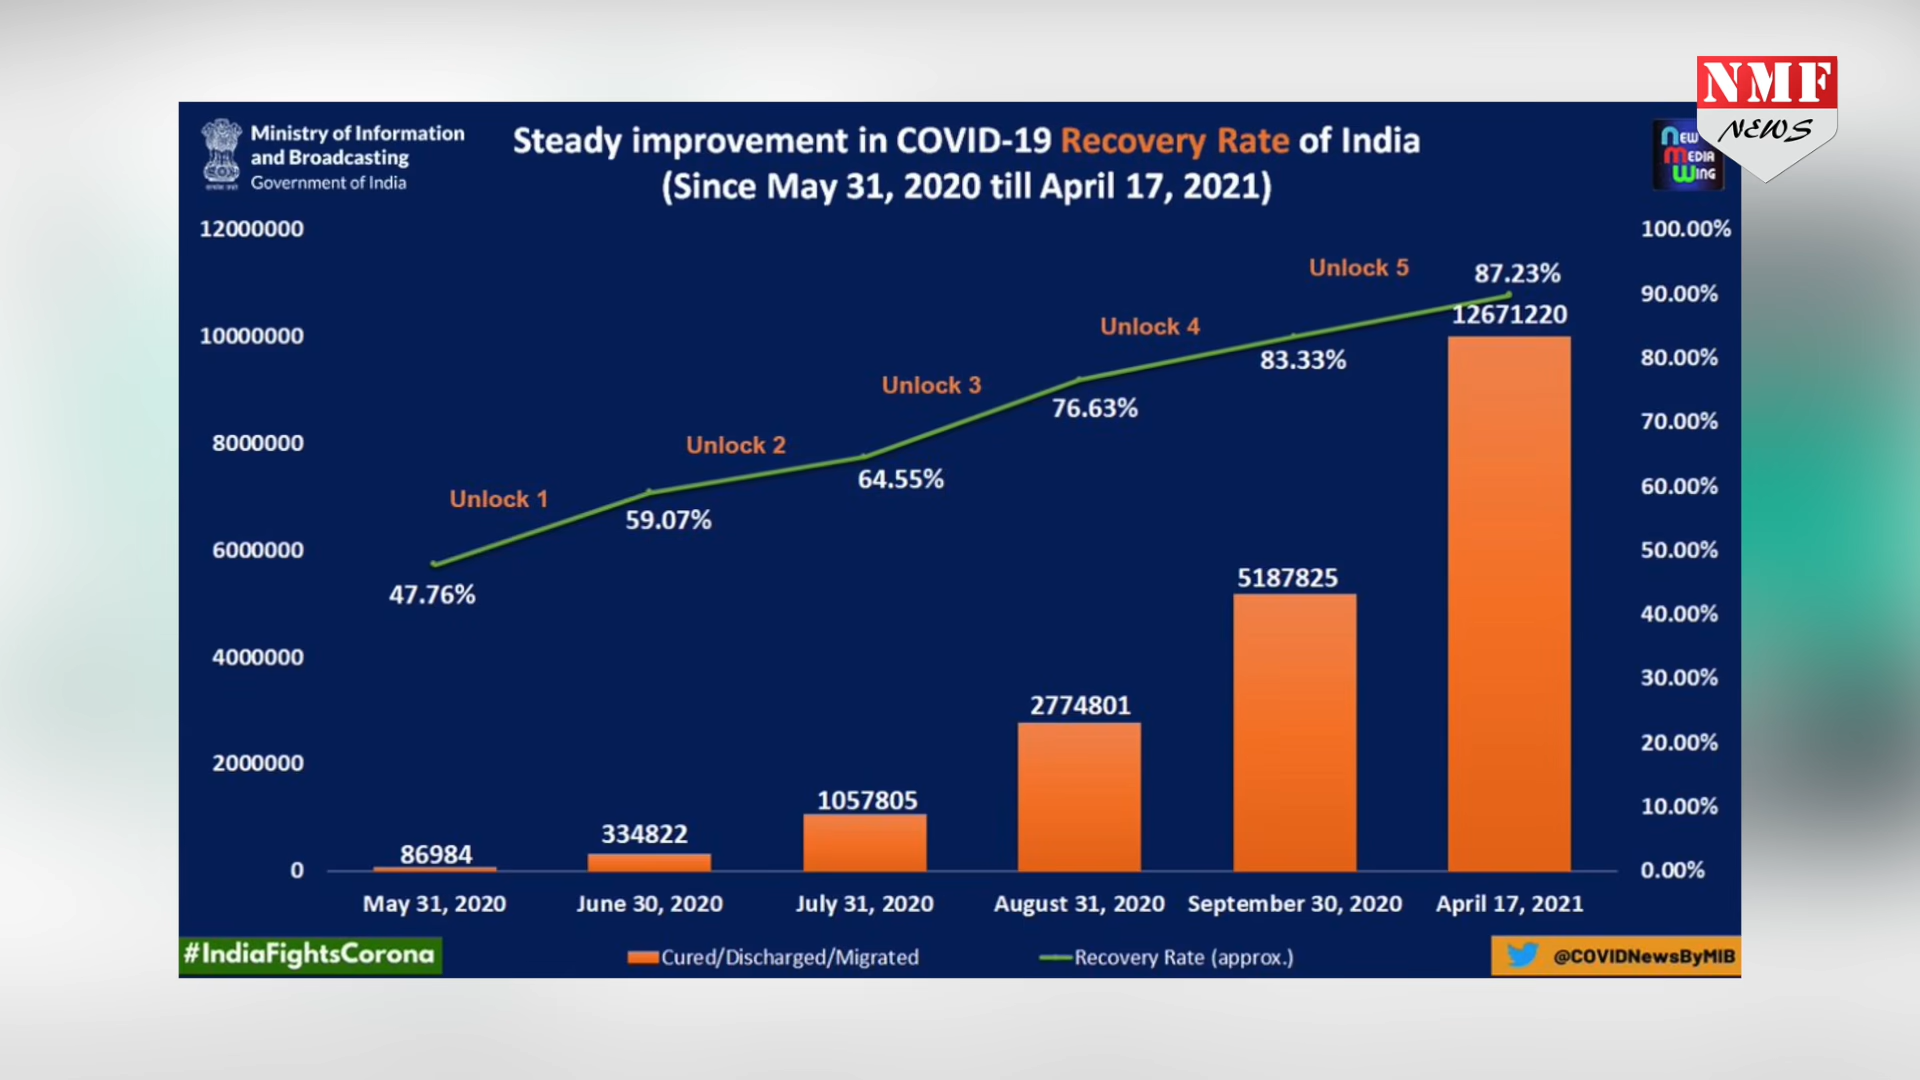 NMF
NEWS
Ministry of Information
and Broadcasting
Government of India
Steady improvement in COVID-19 Recovery Rate of India
(Since May 31, 2020 till April 17, 2021)
NEW
MEDIA
WING
12000000
10000000
8000000
6000000
4000000
2000000
0
100.00%
90.00%
80.00%
70.00%
60.00%
50.00%
40.00%
30.00%
20.00%
10.00%
0.00%
Unlock 1
Unlock 2
Unlock 3
Unlock 4
Unlock 5
47.76%
59.07%
64.55%
76.63%
83.33%
87.23%
86984
334822
1057805
2774801
5187825
12671220
May 31, 2020
June 30, 2020
July 31, 2020
August 31, 2020
September 30, 2020
April 17, 2021
#IndiaFightsCorona
Cured/Discharged/Migrated
Recovery Rate (approx.)
@COVIDNewsByMIB